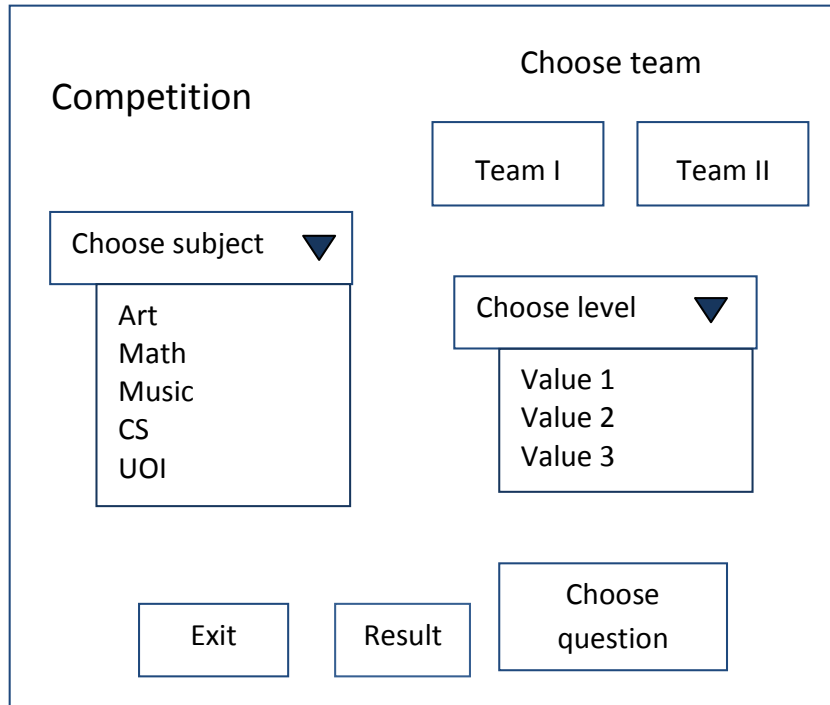 Competition
Choose team
Team I
Team II
Choose subject
Art
Math
Music
CS
UOI
Choose level
Value 1
Value 2
Value 3
Exit
Result
Choose
question